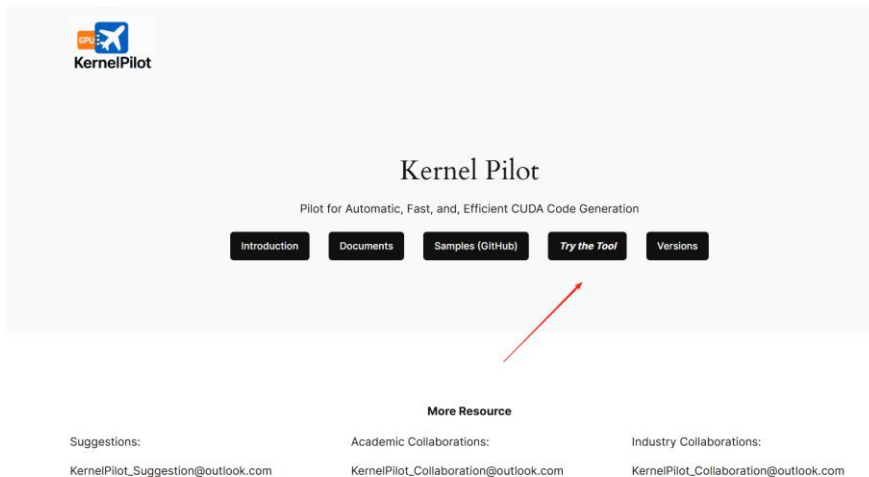 GPU
KernelPilot
Kernel Pilot
Pilot for Automatic, Fast, and, Efficient CUDA Code Generation
Introduction Documents Samples (GitHub) Try the Tool Versions
More Resource
Suggestions: Academic Collaborations: Industry Collaborations:
KernelPilot_Suggestion@outlook.com KernelPilot_Collaboration@outlook.com KernelPilot_Collaboration@outlook.com